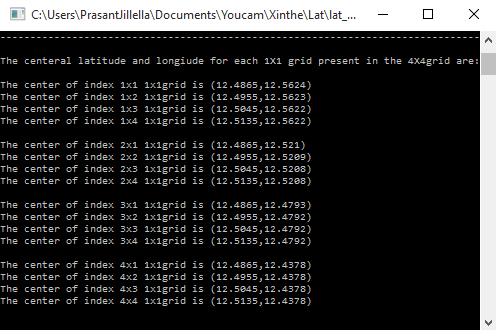 C:\Users\PrasantJillella\Documents\Youcam\Xinthe\Lat\lat_...
--------------------------------------------------------------------------------
The centeral latitude and longiude for each 1X1 grid present in the 4X4grid are:
The center of index 1x1 1x1grid is (12.4865,12.5624)
The center of index 1x2 1x1grid is (12.4955,12.5623)
The center of index 1x3 1x1grid is (12.5045,12.5622)
The center of index 1x4 1x1grid is (12.5135,12.5622)
The center of index 2x1 1x1grid is (12.4865,12.521)
The center of index 2x2 1x1grid is (12.4955,12.5209)
The center of index 2x3 1x1grid is (12.5045,12.5208)
The center of index 2x4 1x1grid is (12.5135,12.5208)
The center of index 3x1 1x1grid is (12.4865,12.4793)
The center of index 3x2 1x1grid is (12.4955,12.4792)
The center of index 3x3 1x1grid is (12.5045,12.4792)
The center of index 3x4 1x1grid is (12.5135,12.4792)
The center of index 4x1 1x1grid is (12.4865,12.4378)
The center of index 4x2 1x1grid is (12.4955,12.4378)
The center of index 4x3 1x1grid is (12.5045,12.4378)
The center of index 4x4 1x1grid is (12.5135,12.4378)